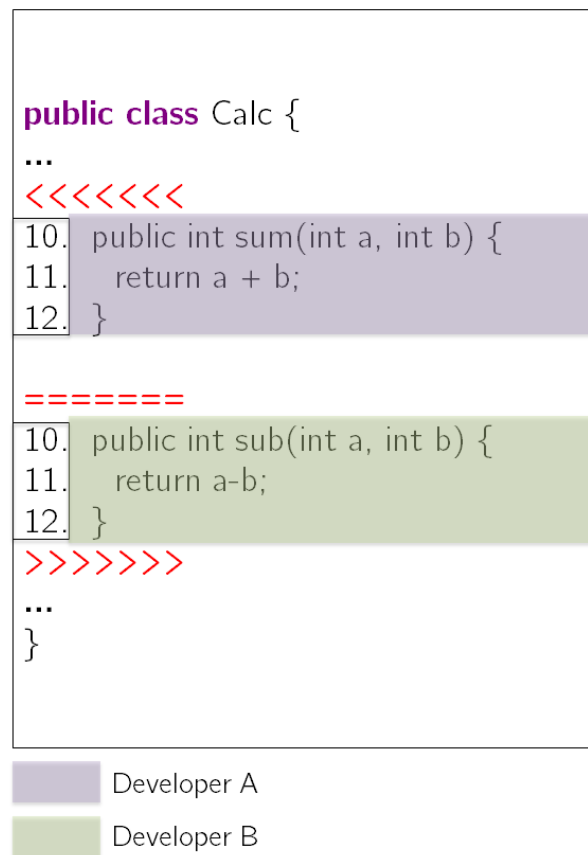 public class Calc {
...
<<<<<<<
10. public int sum(int a, int b) {
11. return a + b;
12. }
=======
10. public int sub(int a, int b) {
11. return a-b;
12. }
>>>>>>>
...
}
Developer A
Developer B